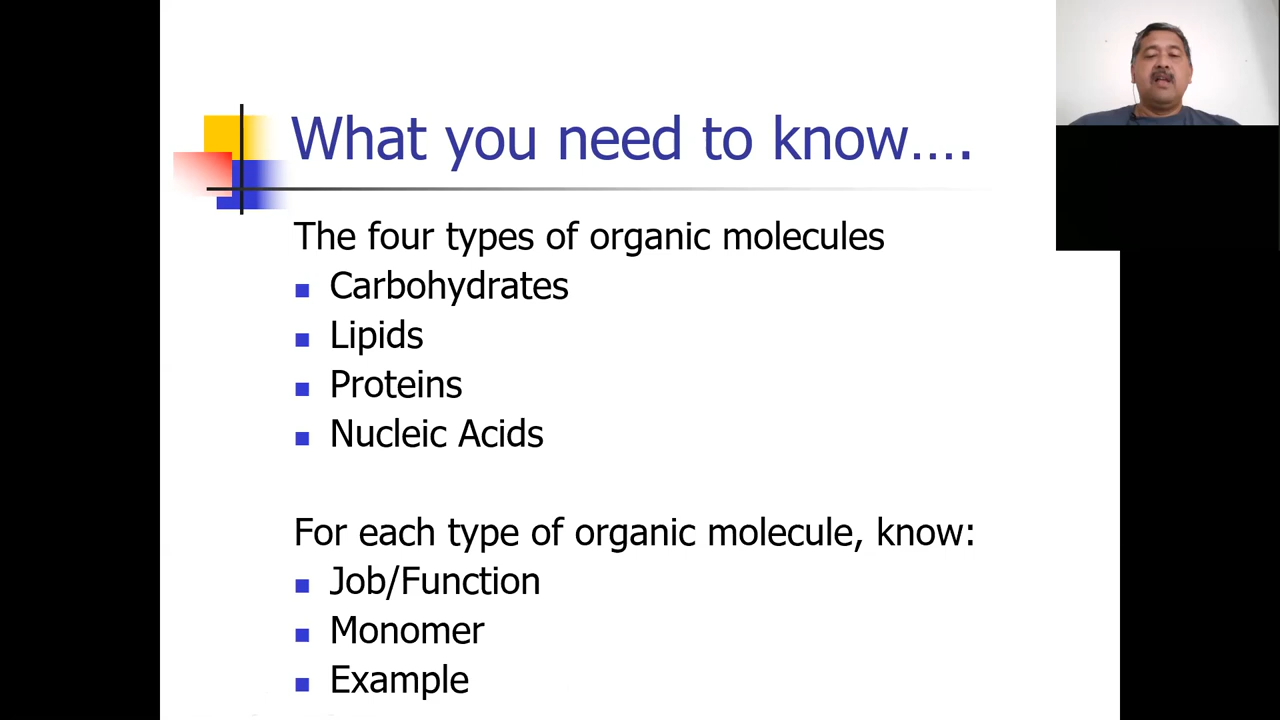 What you need to know….
The four types of organic molecules
Carbohydrates
Lipids
Proteins
Nucleic Acids
For each type of organic molecule, know:
Job/Function
Monomer
Example